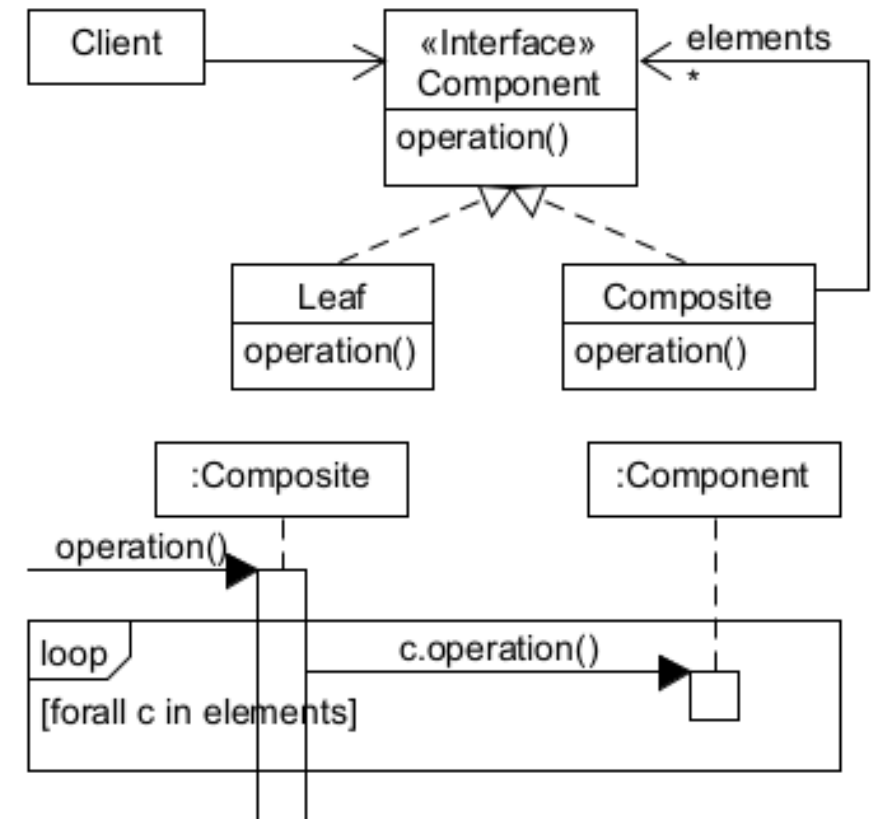 Client
«Interface»
Component
operation()
elements
*
Leaf
operation()
Composite
operation()
:Composite
:Component
operation()
loop
c.operation()
[forall c in elements]